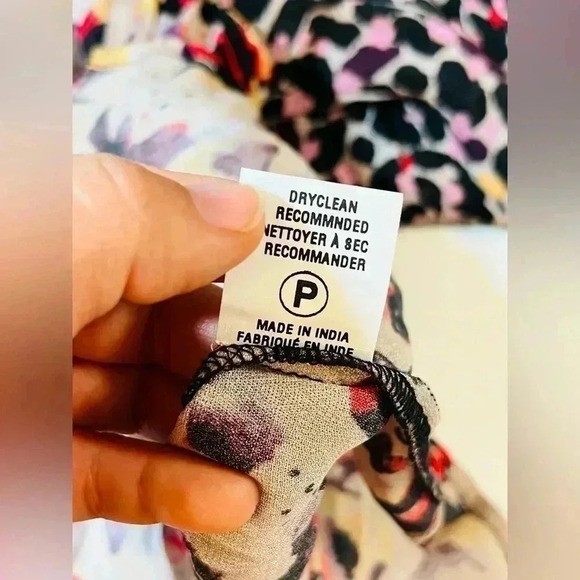 DRYCLEAN
RECOMMNDED
NETTOYER À SEC
RECOMMANDER
P
MADE IN INDIA
FABRIQUÉ EN INDE